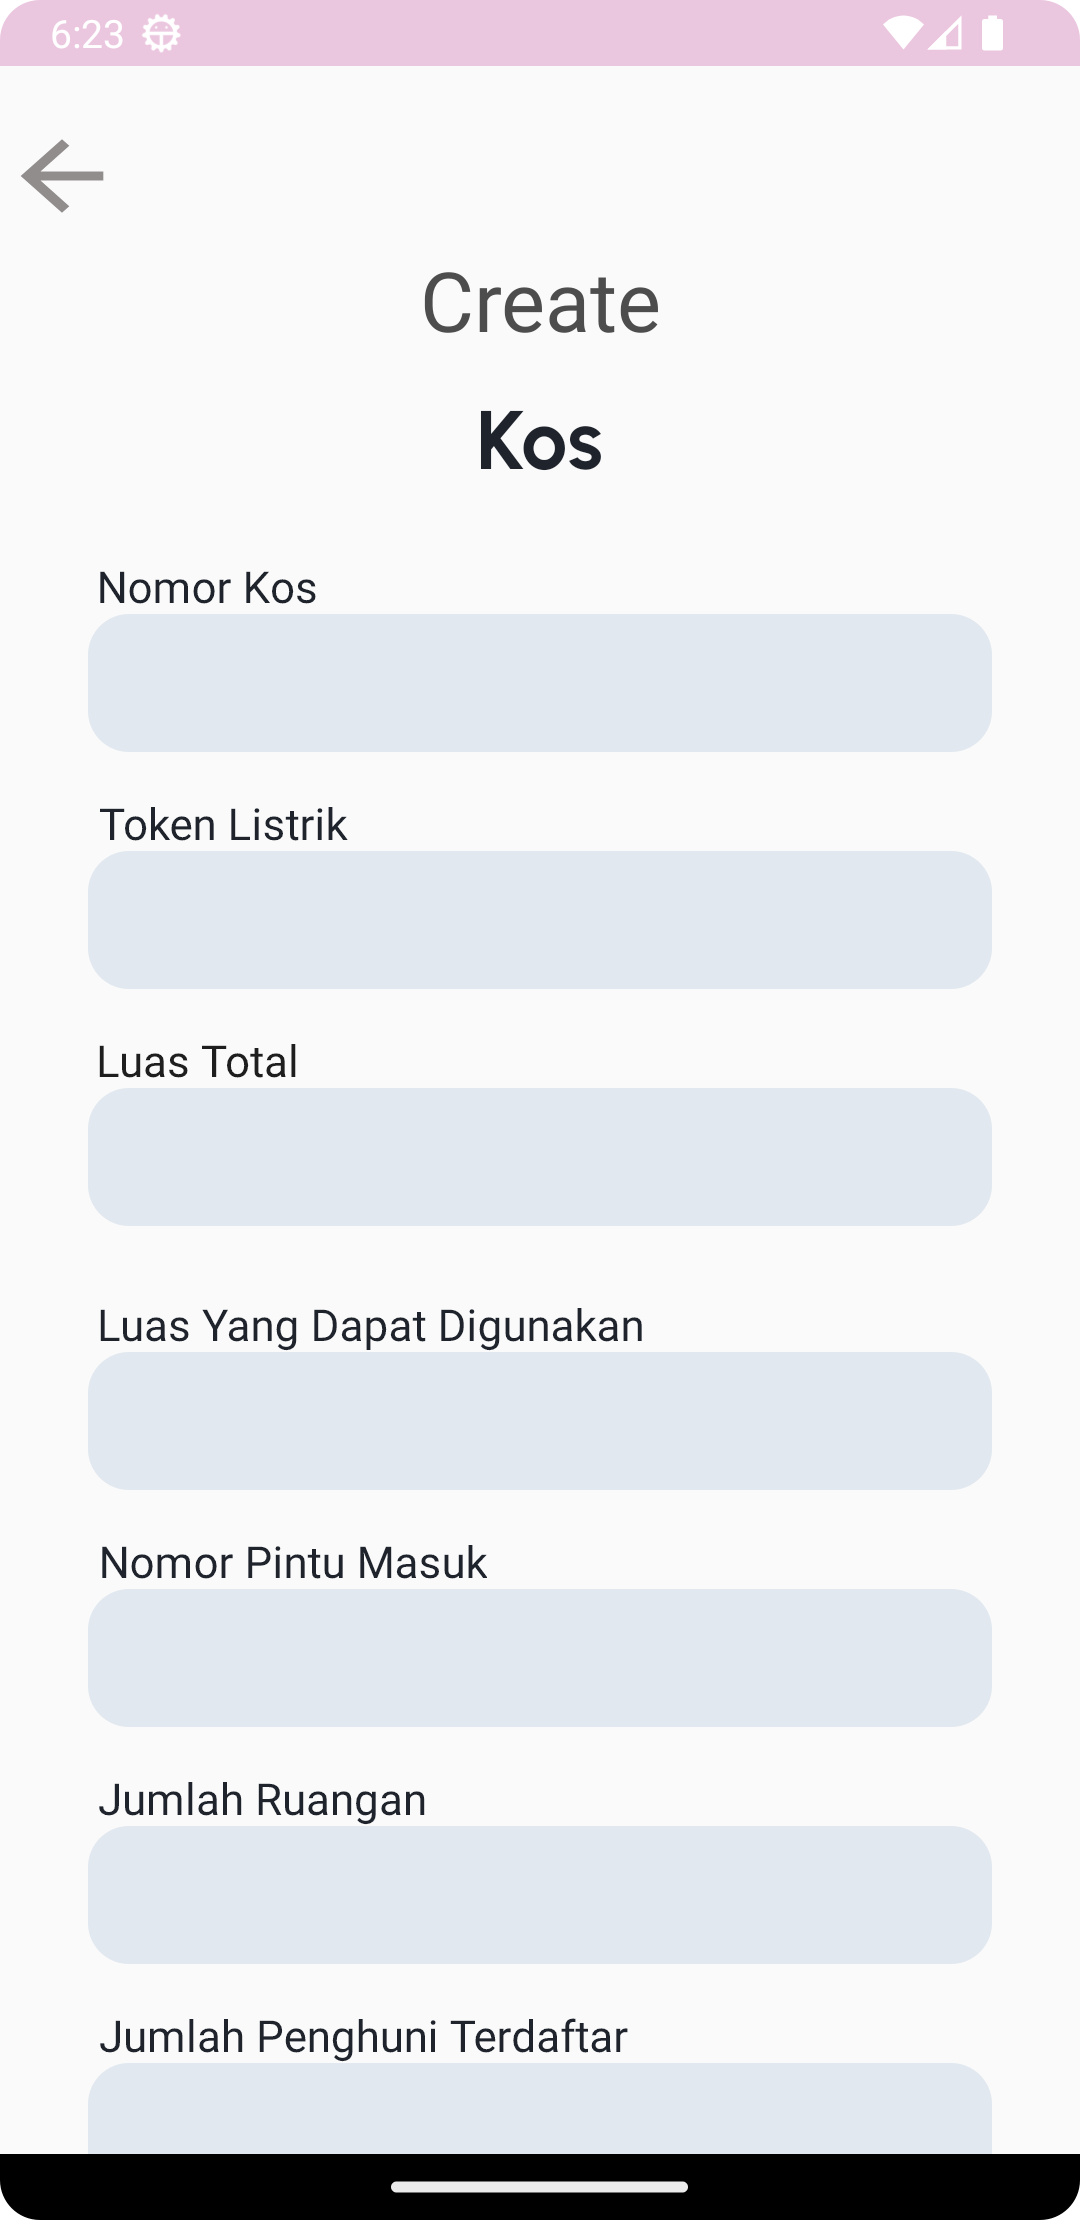 6:23
Create
Kos
Nomor Kos
Token Listrik
Luas Total
Luas Yang Dapat Digunakan
Nomor Pintu Masuk
Jumlah Ruangan
Jumlah Penghuni Terdaftar